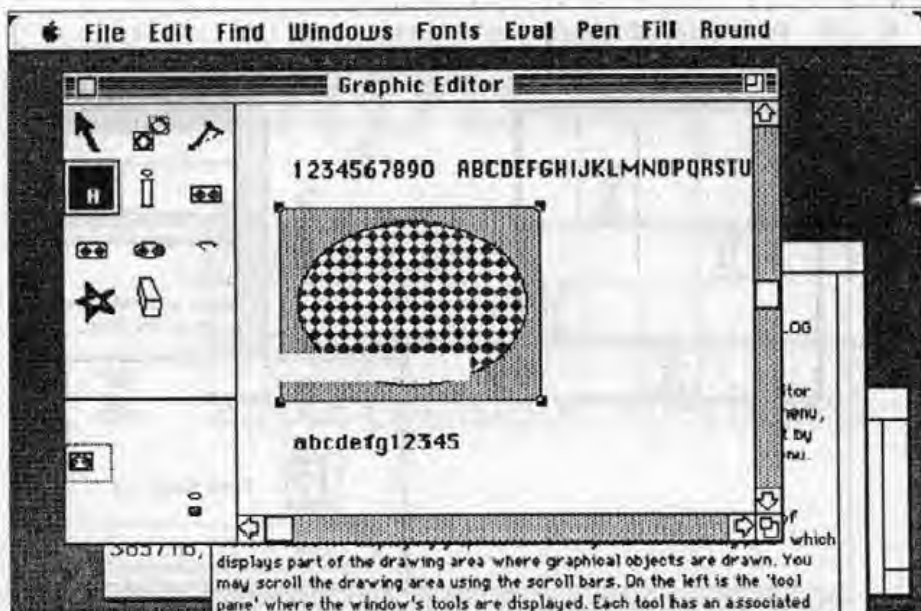 File Edit Find Windows Fonts Eval Pen Fill Round
Graphic Editor
1234567890 ABCDEFGHIJKLMNOPQRSTU
abcdefg12345
LOG
tor
enu,
t by
nu.
of
which
displays part of the drawing area where graphical objects are drawn. You
may scroll the drawing area using the scroll bars. On the left is the 'tool
pane' where the window's tools are displayed. Each tool has an associated